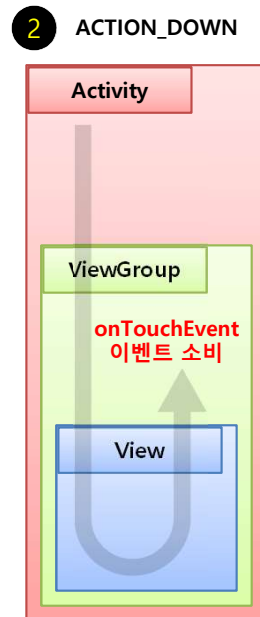 2 ACTION_DOWN
Activity
ViewGroup
onTouchEvent
이벤트 소비
View